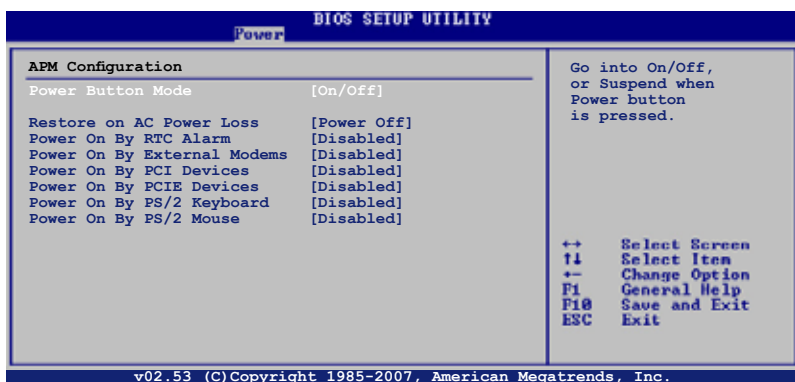 BIOS SETUP UTILITY
Power
APM Configuration
Power Button Mode [On/Off]
Restore on AC Power Loss [Power Off]
Power On By RTC Alarm [Disabled]
Power On By External Modems [Disabled]
Power On By PCI Devices [Disabled]
Power On By PCIE Devices [Disabled]
Power On By PS/2 Keyboard [Disabled]
Power On By PS/2 Mouse [Disabled]
Go into On/Off,
or Suspend when
Power button
is pressed.
↔ Select Screen
↑↓ Select Item
+- Change Option
F1 General Help
F10 Save and Exit
ESC Exit
v02.53 (C)Copyright 1985-2007, American Megatrends, Inc.